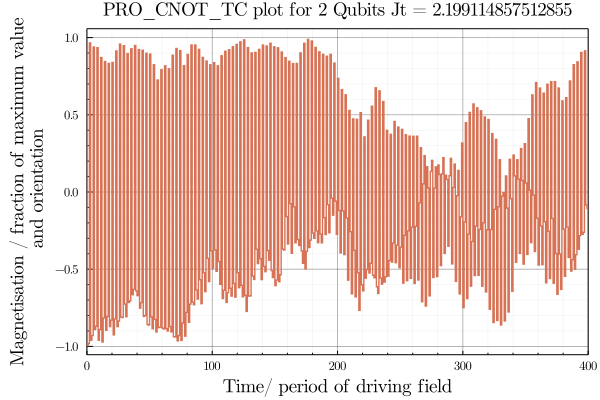 PRO_CNOT_TC plot for 2 Qubits Jt = 2.199114857512855
Magnetisation / fraction of maximum value
and orientation
1.0
0.5
0.0
−0.5
−1.0
0 100 200 300 400
Time/ period of driving field